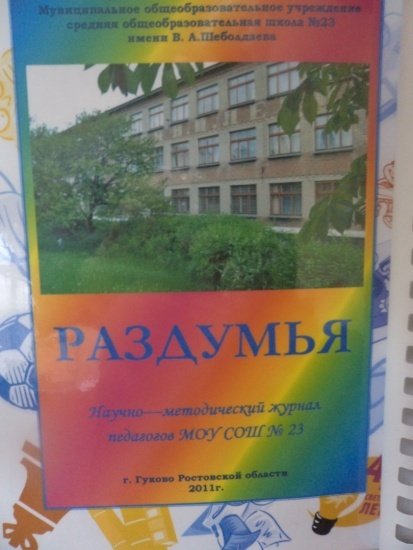 Муниципальное общеобразовательное учреждение
средняя общеобразовательная школа №23
имени В. А.Шеболдаева
РАЗДУМЬЯ
Научно—методический журнал
педагогов МОУ СОШ № 23
г. Гуково Ростовской области
2011г.